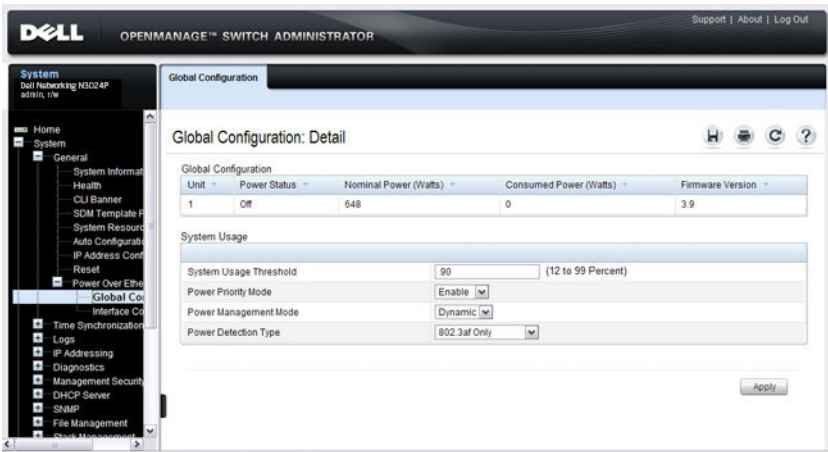 Support | About | Log Out
DELL
OPENMANAGE™ SWITCH ADMINISTRATOR
System
Dell Networking N3024P
admin, r/w
Global Configuration
Home
System
General
System Informat
Health
CLI Banner
SDM Template P
System Resourc
Auto Configuratio
IP Address Conf
Reset
Power Over Ethe
Global Co
Interface Co
Time Synchronization
Logs
IP Addressing
Diagnostics
Management Security
DHCP Server
SNMP
File Management
Stack Management
Global Configuration: Detail
Global Configuration
Unit Power Status Nominal Power (Watts) Consumed Power (Watts) Firmware Version
1 Off 648 0 3.9
System Usage
System Usage Threshold 90 (12 to 99 Percent)
Power Priority Mode Enable
Power Management Mode Dynamic
Power Detection Type 802.3af Only
Apply